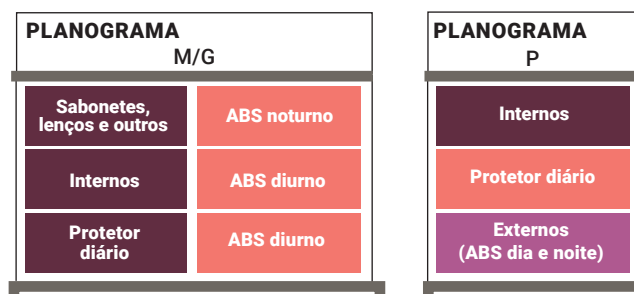 PLANOGRAMA
M/G
Sabonetes,
lenços e outros
ABS noturno
Internos
ABS diurno
Protetor
diário
ABS diurno
PLANOGRAMA
P
Internos
Protetor diário
Externos
(ABS dia e noite)